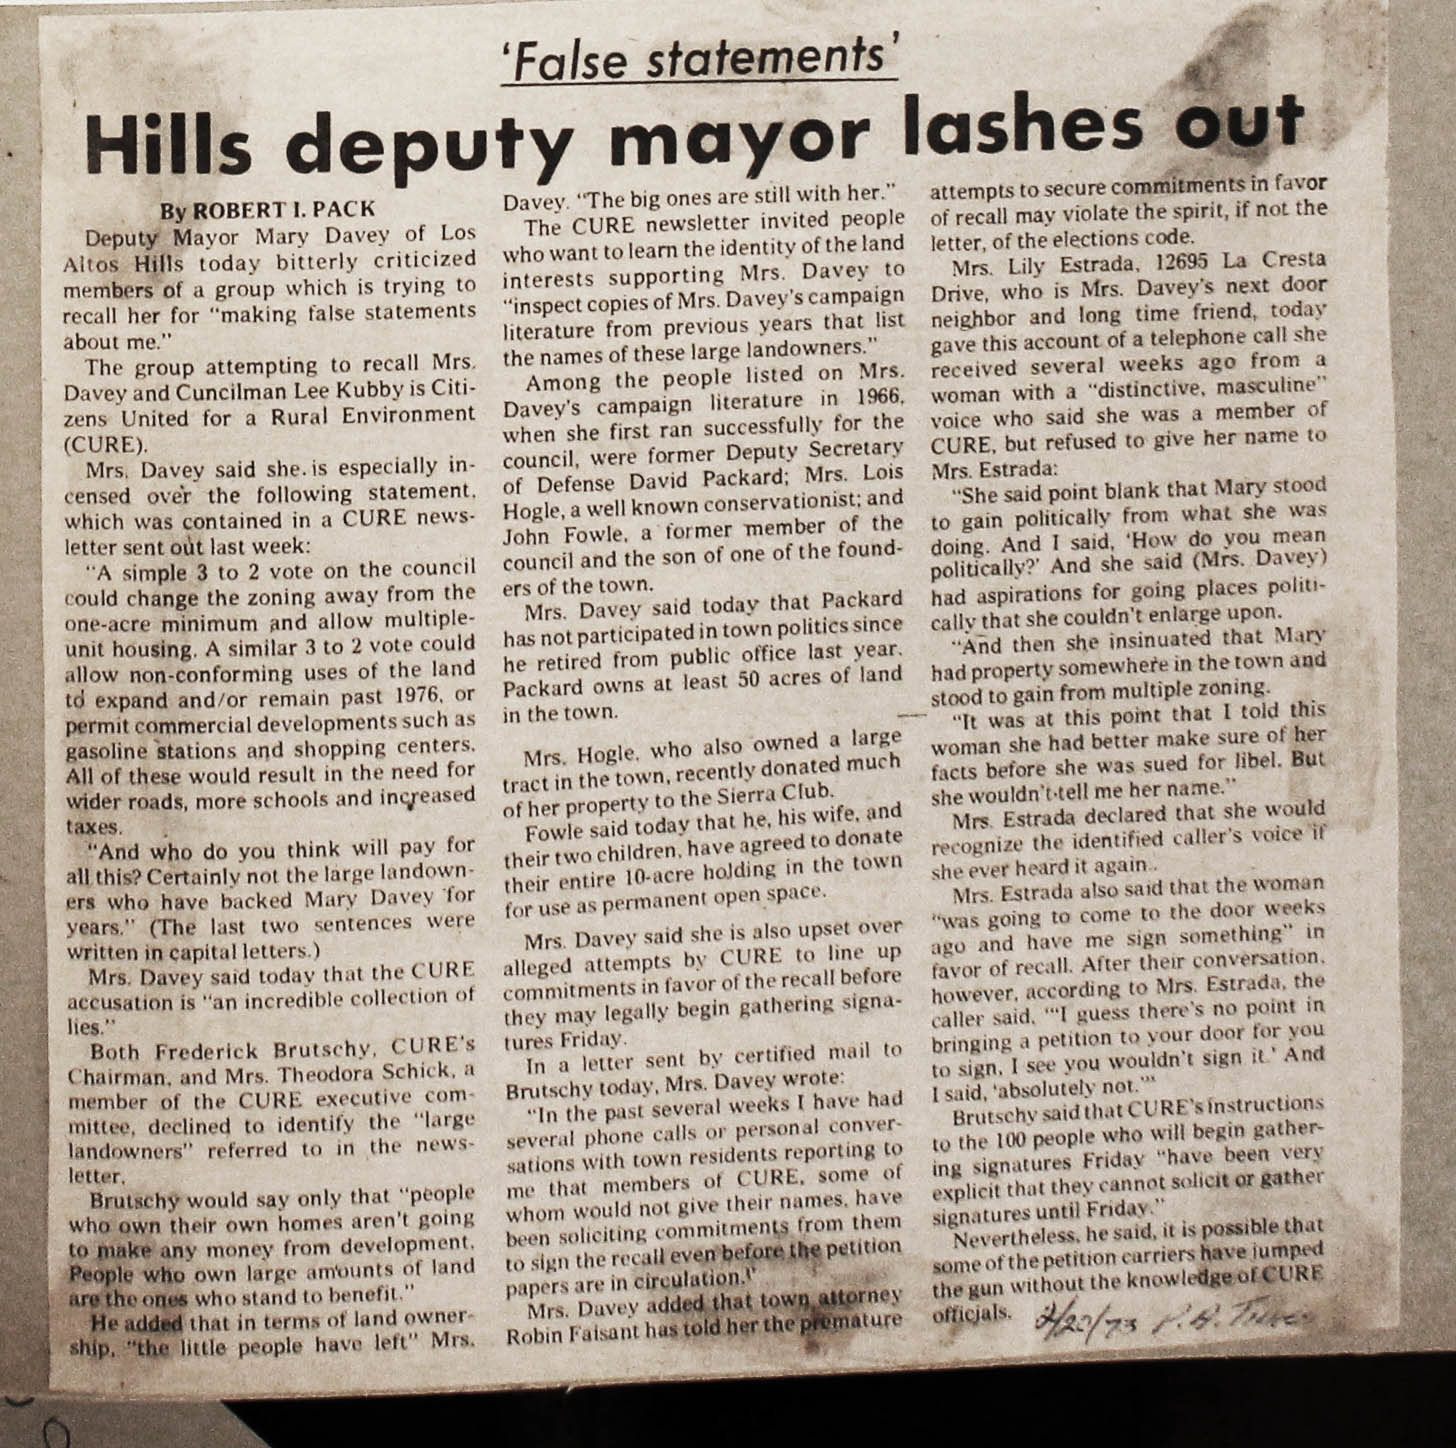 'False statements'
Hills deputy mayor lashes out
By ROBERT I. PACK
Deputy Mayor Mary Davey of Los
Altos Hills today bitterly criticized
members of a group which is trying to
recall her for "making false statements
about me."
The group attempting to recall Mrs.
Davey and Cuncilman Lee Kubby is Citi-
zens United for a Rural Environment
(CURE).
Mrs. Davey said she is especially in-
censed over the following statement,
which was contained in a CURE news-
letter sent out last week:
"A simple 3 to 2 vote on the council
could change the zoning away from the
one-acre minimum and allow multiple-
unit housing. A similar 3 to 2 vote could
allow non-conforming uses of the land
to expand and/or remain past 1976, or
permit commercial developments such as
gasoline stations and shopping centers.
All of these would result in the need for
wider roads, more schools and increased
taxes.
"And who do you think will pay for
all this? Certainly not the large landown-
ers who have backed Mary Davey for
years." (The last two sentences were
written in capital letters.)
Mrs. Davey said today that the CURE
accusation is "an incredible collection of
lies."
Both Frederick Brutschy, CURE's
Chairman, and Mrs. Theodora Schick, a
member of the CURE executive com-
mittee, declined to identify the "large
landowners" referred to in the news-
letter.
Brutschy would say only that "people
who own their own homes aren't going
to make any money from development.
People who own large amounts of land
are the ones who stand to benefit."
He added that in terms of land owner-
ship, "the little people have left" Mrs.
Davey. "The big ones are still with her."
The CURE newsletter invited people
who want to learn the identity of the land
interests supporting Mrs. Davey to
"inspect copies of Mrs. Davey's campaign
literature from previous years that list
the names of these large landowners."
Among the people listed on Mrs.
Davey's campaign literature in 1966,
when she first ran successfully for the
council, were former Deputy Secretary
of Defense David Packard; Mrs. Lois
Hogle, a well known conservationist; and
John Fowle, a former member of the
council and the son of one of the found-
ers of the town.
Mrs. Davey said today that Packard
has not participated in town politics since
he retired from public office last year.
Packard owns at least 50 acres of land
in the town.
Mrs. Hogle, who also owned a large
tract in the town, recently donated much
of her property to the Sierra Club.
Fowle said today that he, his wife, and
their two children, have agreed to donate
their entire 10-acre holding in the town
for use as permanent open space.
Mrs. Davey said she is also upset over
alleged attempts by CURE to line up
commitments in favor of the recall before
they may legally begin gathering signa-
tures Friday.
In a letter sent by certified mail to
Brutschy today, Mrs. Davey wrote:
"In the past several weeks I have had
several phone calls or personal conver-
sations with town residents reporting to
me that members of CURE, some of
whom would not give their names, have
been soliciting commitments from them
to sign the recall even before the petition
papers are in circulation."
Mrs. Davey added that town attorney
Robin Faisant has told her the premature
attempts to secure commitments in favor
of recall may violate the spirit, if not the
letter, of the elections code.
Mrs. Lily Estrada, 12695 La Cresta
Drive, who is Mrs. Davey's next door
neighbor and long time friend, today
gave this account of a telephone call she
received several weeks ago from a
woman with a "distinctive, masculine"
voice who said she was a member of
CURE, but refused to give her name to
Mrs. Estrada:
"She said point blank that Mary stood
to gain politically from what she was
doing. And I said, 'How do you mean
politically?' And she said (Mrs. Davey)
had aspirations for going places politi-
cally that she couldn't enlarge upon.
"And then she insinuated that Mary
had property somewhere in the town and
stood to gain from multiple zoning.
"It was at this point that I told this
woman she had better make sure of her
facts before she was sued for libel. But
she wouldn't tell me her name."
Mrs. Estrada declared that she would
recognize the identified caller's voice if
she ever heard it again..
Mrs. Estrada also said that the woman
"was going to come to the door weeks
ago and have me sign something" in
favor of recall. After their conversation,
however, according to Mrs. Estrada, the
caller said, "'I guess there's no point in
bringing a petition to your door for you
to sign, I see you wouldn't sign it.' And
I said, 'absolutely not.'"
Brutschy said that CURE's instructions
to the 100 people who will begin gather-
ing signatures Friday "have been very
explicit that they cannot solicit or gather
signatures until Friday."
Nevertheless, he said, it is possible that
some of the petition carriers have jumped
the gun without the knowledge of CURE
officials.
P. A. Times